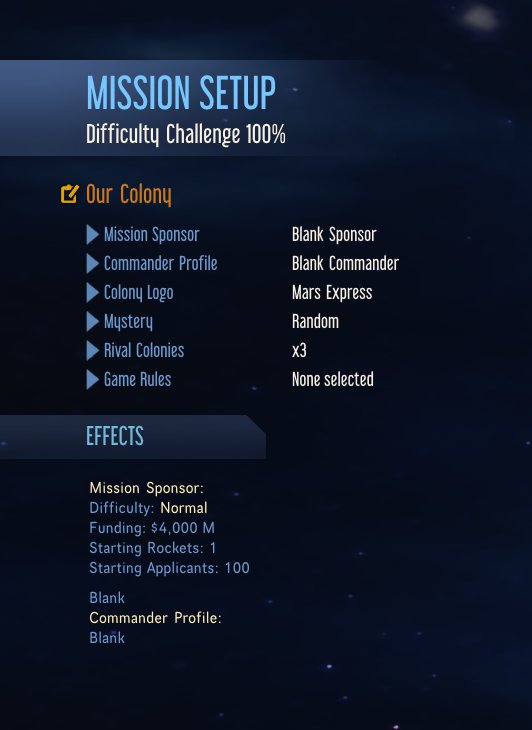 MISSION SETUP
Difficulty Challenge 100%
Our Colony
Mission Sponsor Blank Sponsor
Commander Profile Blank Commander
Colony Logo Mars Express
Mystery Random
Rival Colonies x3
Game Rules None selected
EFFECTS
Mission Sponsor:
Difficulty: Normal
Funding: $4,000 M
Starting Rockets: 1
Starting Applicants: 100
Blank
Commander Profile:
Blank